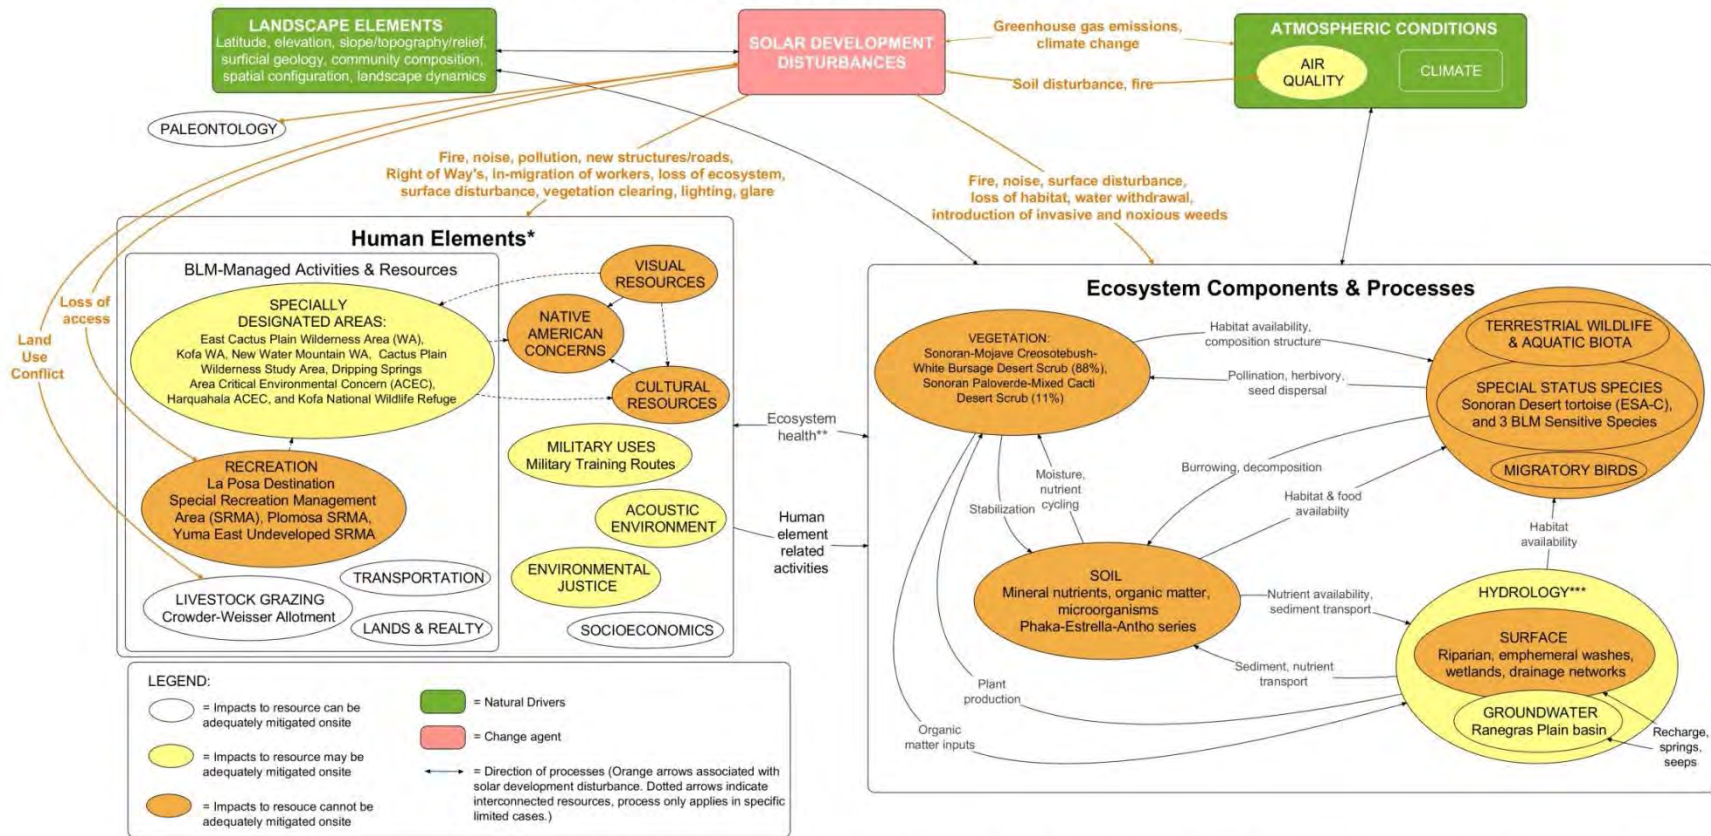 LANDSCAPE ELEMENTS
Latitude, elevation, slope/topography/relief,
surficial geology, community composition,
spatial configuration, landscape dynamics
SOLAR DEVELOPMENT
DISTURBANCES
Greenhouse gas emissions,
climate change
Soil disturbance, fire
ATMOSPHERIC CONDITIONS
AIR
QUALITY
CLIMATE
PALEONTOLOGY
Fire, noise, pollution, new structures/roads,
Right of Way's, in-migration of workers, loss of ecosystem,
surface disturbance, vegetation clearing, lighting, glare
Fire, noise, surface disturbance,
loss of habitat, water withdrawal,
introduction of invasive and noxious weeds
Land
Use
Conflict
Loss of
access
Human Elements*
BLM-Managed Activities & Resources
SPECIALLY
DESIGNATED AREAS:
East Cactus Plain Wilderness Area (WA),
Kofa WA, New Water Mountain WA, Cactus Plain
Wilderness Study Area, Dripping Springs
Area Critical Environmental Concern (ACEC),
Harquahala ACEC, and Kofa National Wildlife Refuge
RECREATION
La Posa Destination
Special Recreation Management
Area (SRMA), Plomosa SRMA,
Yuma East Undeveloped SRMA
TRANSPORTATION
LIVESTOCK GRAZING
Crowder-Weisser Allotment
LANDS & REALTY
VISUAL
RESOURCES
NATIVE
AMERICAN
CONCERNS
CULTURAL
RESOURCES
MILITARY USES
Military Training Routes
ACOUSTIC
ENVIRONMENT
ENVIRONMENTAL
JUSTICE
SOCIOECONOMICS
Ecosystem
health**
Human
element
related
activities
Ecosystem Components & Processes
VEGETATION:
Sonoran-Mojave Creosotebush-
White Bursage Desert Scrub (88%),
Sonoran Paloverde-Mixed Cacti
Desert Scrub (11%)
Habitat availability,
composition structure
Pollination, herbivory,
seed dispersal
TERRESTRIAL WILDLIFE
& AQUATIC BIOTA
SPECIAL STATUS SPECIES
Sonoran Desert tortoise (ESA-C),
and 3 BLM Sensitive Species
MIGRATORY BIRDS
Burrowing, decomposition
Moisture,
nutrient
cycling
Stabilization
Habitat & food
availabilty
Habitat
availability
SOIL
Mineral nutrients, organic matter,
microorganisms
Phaka-Estrella-Antho series
Nutrient availability,
sediment transport
Sediment, nutrient
transport
Plant
production
Organic
matter inputs
HYDROLOGY***
SURFACE
Riparian, emphemeral washes,
wetlands, drainage networks
GROUNDWATER
Ranegras Plain basin
Recharge,
springs,
seeps
LEGEND:
= Impacts to resource can be
adequately mitigated onsite
= Impacts to resource may be
adequately mitigated onsite
= Impacts to resouce cannot be
adequately mitigated onsite
= Natural Drivers
= Change agent
= Direction of processes (Orange arrows associated with
solar development disturbance. Dotted arrows indicate
interconnected resources, process only applies in specific
limited cases.)